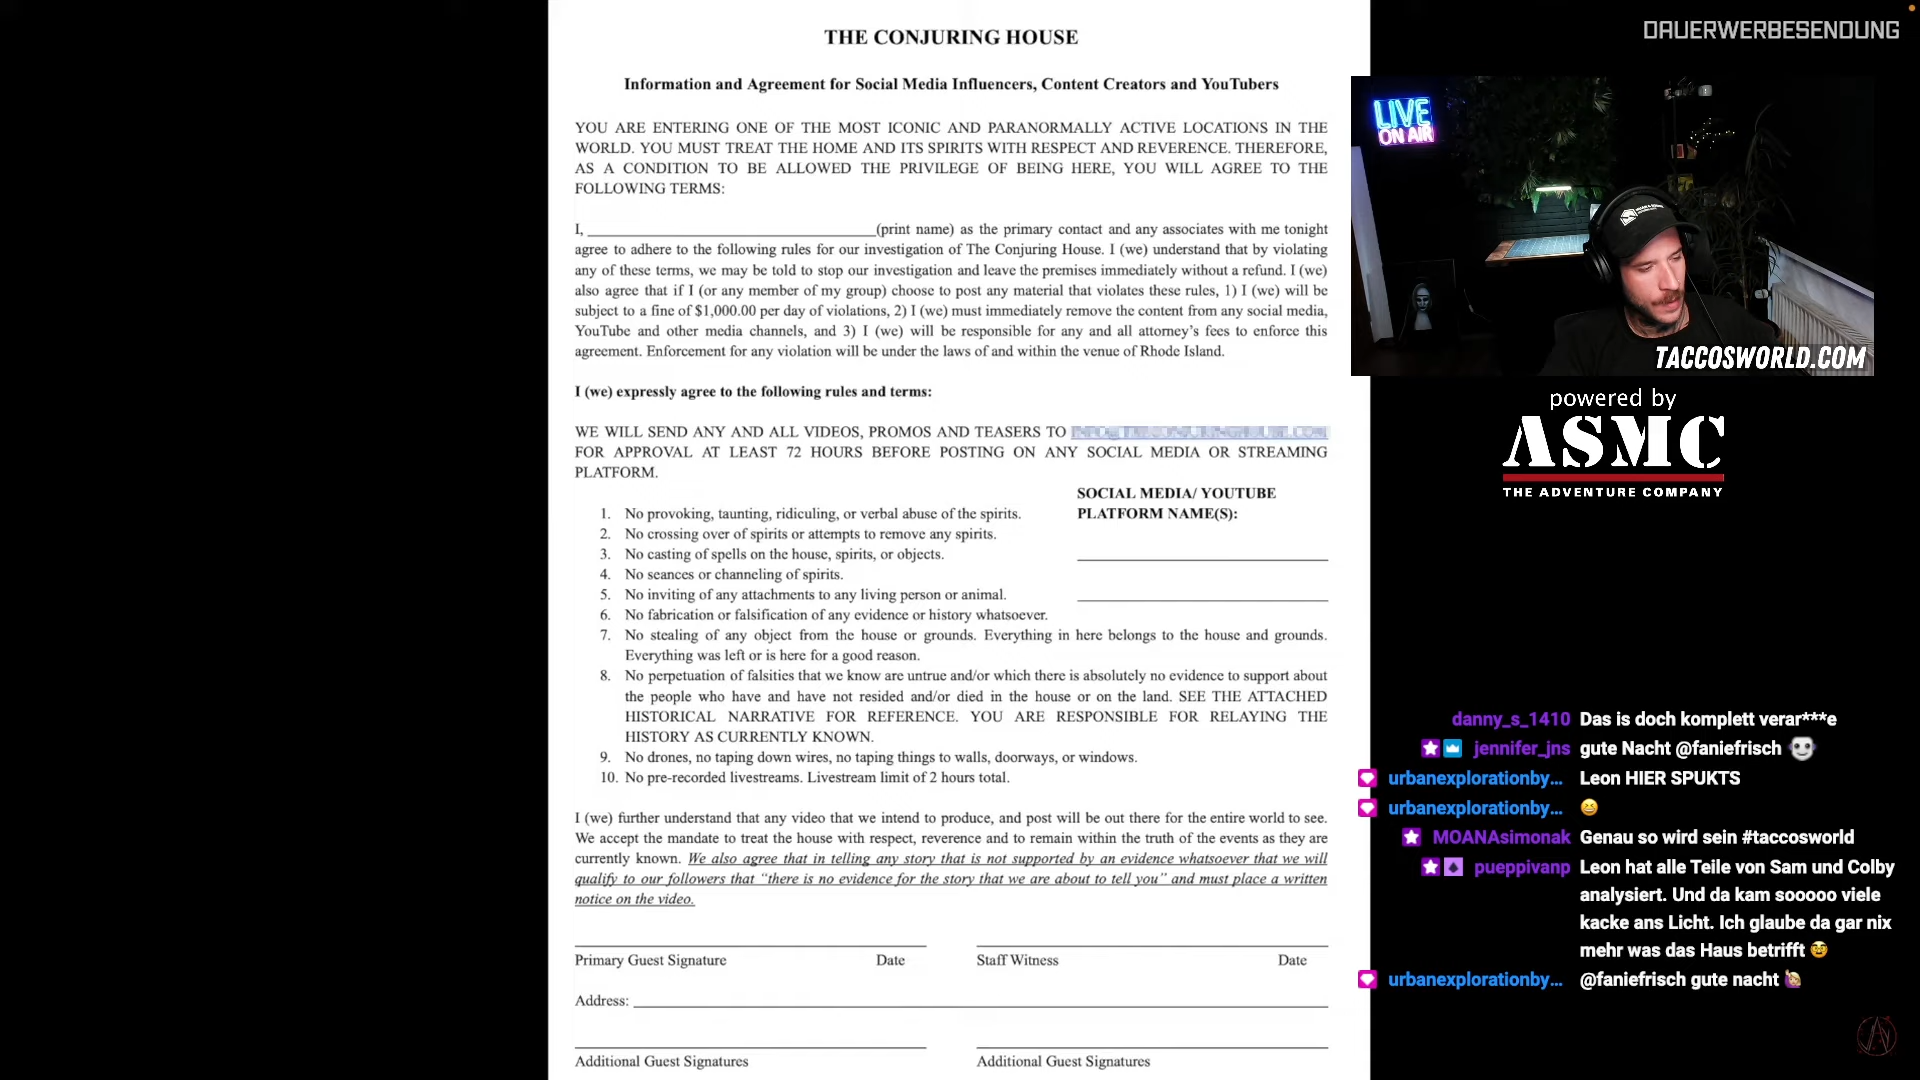 THE CONJURING HOUSE
Information and Agreement for Social Media Influencers, Content Creators and YouTubers
YOU ARE ENTERING ONE OF THE MOST ICONIC AND PARANORMALLY ACTIVE LOCATIONS IN THE
WORLD. YOU MUST TREAT THE HOME AND ITS SPIRITS WITH RESPECT AND REVERENCE. THEREFORE,
AS A CONDITION TO BE ALLOWED THE PRIVILEGE OF BEING HERE, YOU WILL AGREE TO THE
FOLLOWING TERMS:
I, (print name) as the primary contact and any associates with me tonight
agree to adhere to the following rules for our investigation of The Conjuring House. I (we) understand that by violating
any of these terms, we may be told to stop our investigation and leave the premises immediately without a refund. I (we)
also agree that if I (or any member of my group) choose to post any material that violates these rules, 1) I (we) will be
subject to a fine of $1,000.00 per day of violations, 2) I (we) must immediately remove the content from any social media,
YouTube and other media channels, and 3) I (we) will be responsible for any and all attorney's fees to enforce this
agreement. Enforcement for any violation will be under the laws of and within the venue of Rhode Island.
I (we) expressly agree to the following rules and terms:
WE WILL SEND ANY AND ALL VIDEOS, PROMOS AND TEASERS TO
FOR APPROVAL AT LEAST 72 HOURS BEFORE POSTING ON ANY SOCIAL MEDIA OR STREAMING
PLATFORM.
SOCIAL MEDIA/ YOUTUBE
PLATFORM NAME(S):
1. No provoking, taunting, ridiculing, or verbal abuse of the spirits.
2. No crossing over of spirits or attempts to remove any spirits.
3. No casting of spells on the house, spirits, or objects.
4. No seances or channeling of spirits.
5. No inviting of any attachments to any living person or animal.
6. No fabrication or falsification of any evidence or history whatsoever.
7. No stealing of any object from the house or grounds. Everything in here belongs to the house and grounds.
Everything was left or is here for a good reason.
8. No perpetuation of falsities that we know are untrue and/or which there is absolutely no evidence to support about
the people who have and have not resided and/or died in the house or on the land. SEE THE ATTACHED
HISTORICAL NARRATIVE FOR REFERENCE. YOU ARE RESPONSIBLE FOR RELAYING THE
HISTORY AS CURRENTLY KNOWN.
9. No drones, no taping down wires, no taping things to walls, doorways, or windows.
10. No pre-recorded livestreams. Livestream limit of 2 hours total.
I (we) further understand that any video that we intend to produce, and post will be out there for the entire world to see.
We accept the mandate to treat the house with respect, reverence and to remain within the truth of the events as they are
currently known. We also agree that in telling any story that is not supported by an evidence whatsoever that we will
qualify to our followers that “there is no evidence for the story that we are about to tell you” and must place a written
notice on the video.
Primary Guest Signature Date
Staff Witness Date
Address:
Additional Guest Signatures
Additional Guest Signatures
DAUERWERBESENDUNG
LIVE
ON AIR
TACCOSWORLD.COM
powered by
ASMC
THE ADVENTURE COMPANY
danny_s_1410 Das is doch komplett verar***e
jennifer_jns gute Nacht @faniefrisch
urbanexplorationby... Leon HIER SPUKTS
urbanexplorationby... 😆
MOANAsimonak Genau so wird sein #taccosworld
pueppivanp Leon hat alle Teile von Sam und Colby
analysiert. Und da kam sooooo viele
kacke ans Licht. Ich glaube da gar nix
mehr was das Haus betrifft 🥸
urbanexplorationby... @faniefrisch gute nacht 🙋🏼‍♀️